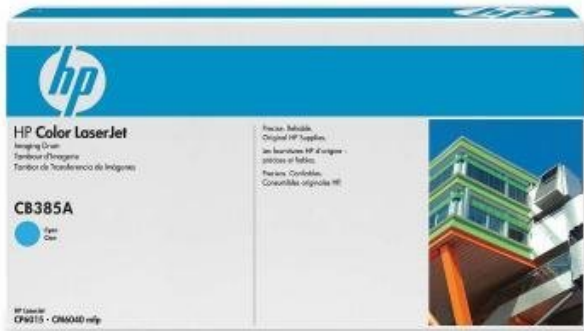 hp
HP Color LaserJet
Imaging Drum
Tambour d'imagerie
Tambor de Transferencia de Imágenes
CB385A
Cyan
Cian
HP LaserJet
CP6015 • CM6040 mfp
Precise. Reliable.
Original HP Supplies.
Les fournitures HP d'origine -
précises et fiables.
Precisos. Confiables.
Consumibles originales HP.